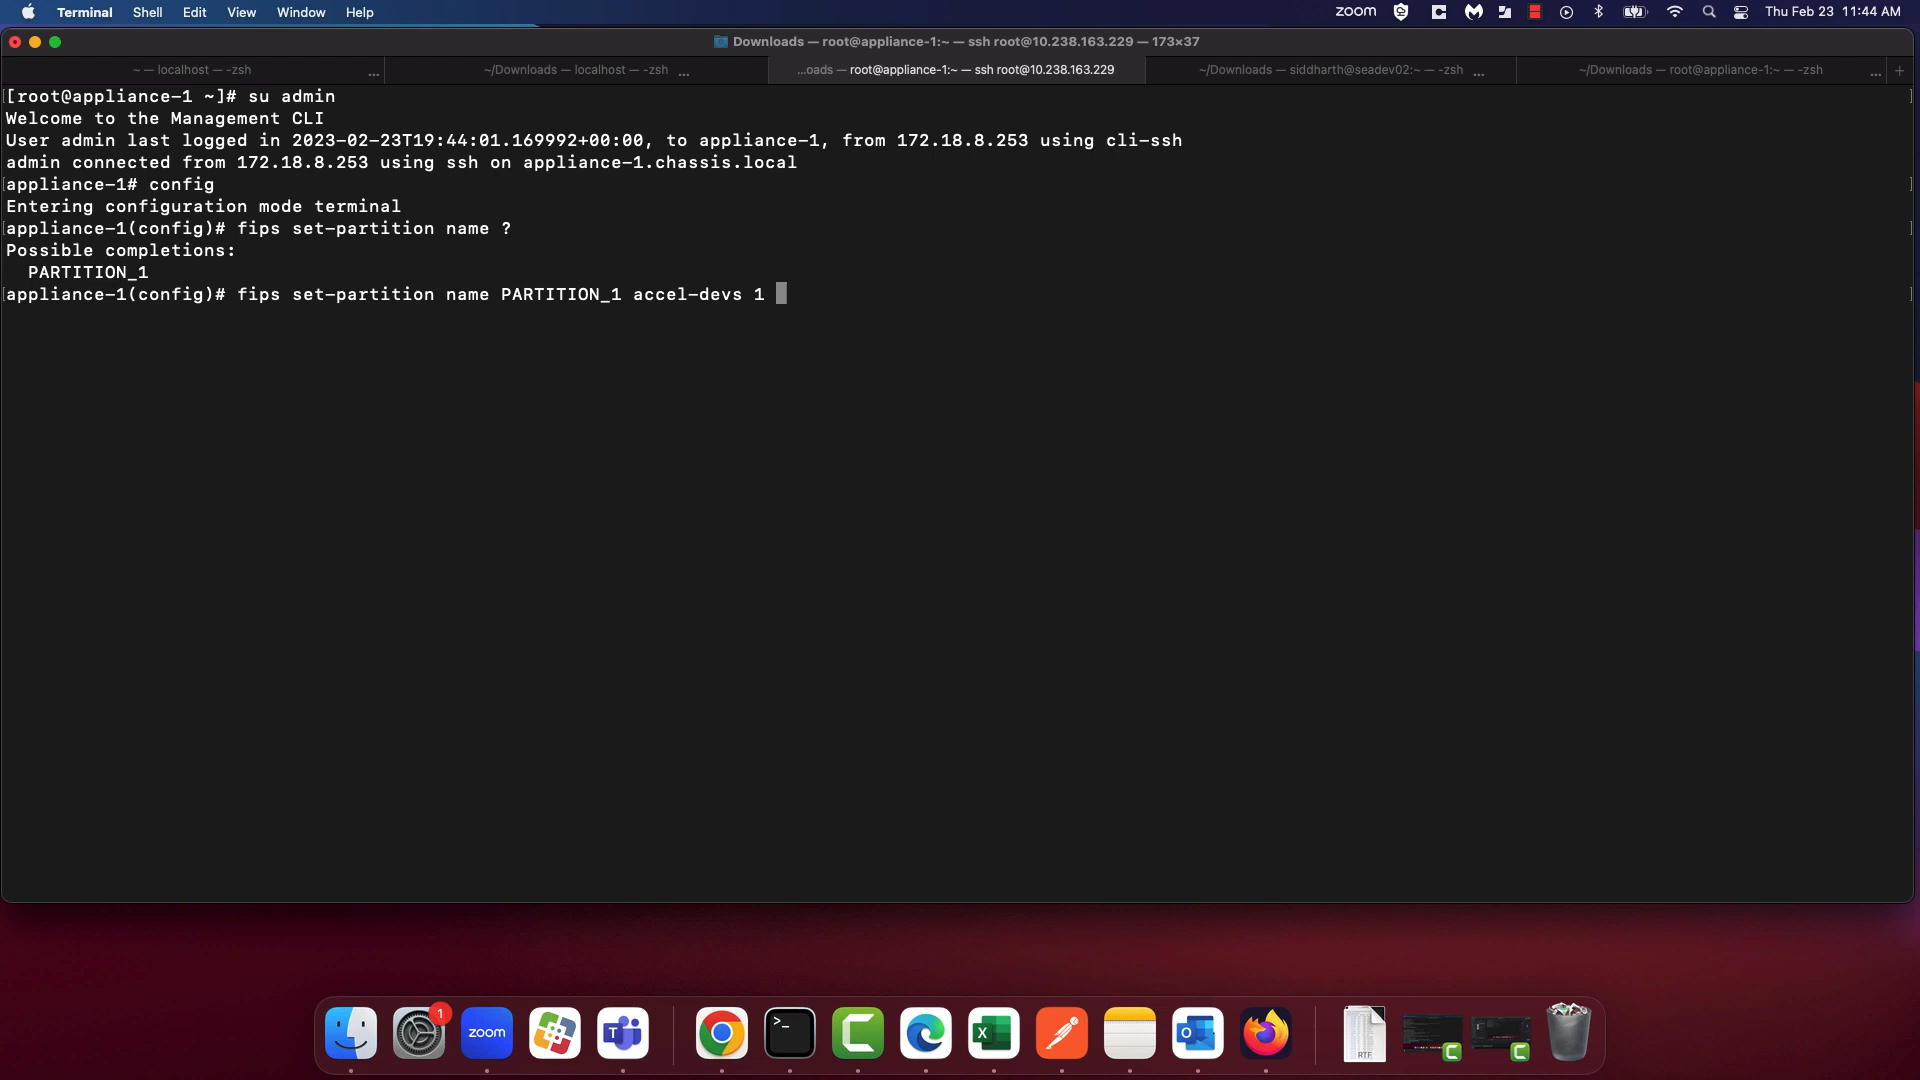 Terminal Shell Edit View Window Help zoom Thu Feb 23 11:44 AM
Downloads — root@appliance-1:~ — ssh root@10.238.163.229 — 173×37
~ — localhost — -zsh ... ~/Downloads — localhost — -zsh ... ...oads — root@appliance-1:~ — ssh root@10.238.163.229 ~/Downloads — siddharth@seadev02:~ — -zsh ... ~/Downloads — root@appliance-1:~ — -zsh ... +
[root@appliance-1 ~]# su admin
Welcome to the Management CLI
User admin last logged in 2023-02-23T19:44:01.169992+00:00, to appliance-1, from 172.18.8.253 using cli-ssh
admin connected from 172.18.8.253 using ssh on appliance-1.chassis.local
appliance-1# config
Entering configuration mode terminal
appliance-1(config)# fips set-partition name ?
Possible completions:
PARTITION_1
appliance-1(config)# fips set-partition name PARTITION_1 accel-devs 1
1
zoom
RTF